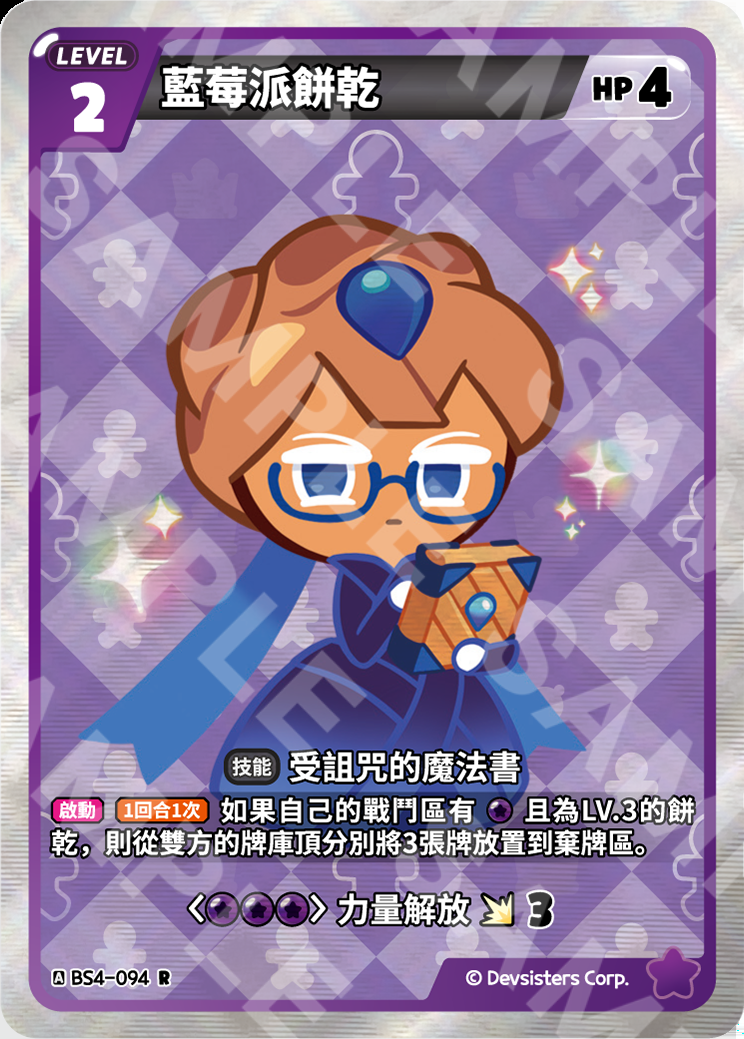 LEVEL
2
藍莓派餅乾
HP 4
技能 受詛咒的魔法書
啟動 1回合1次 如果自己的戰鬥區有 且為LV.3的餅
乾，則從雙方的牌庫頂分別將3張牌放置到棄牌區。
〈 〉力量解放 3
A BS4-094 R
© Devsisters Corp.
SAMPLE SAMPLE SAMPLE